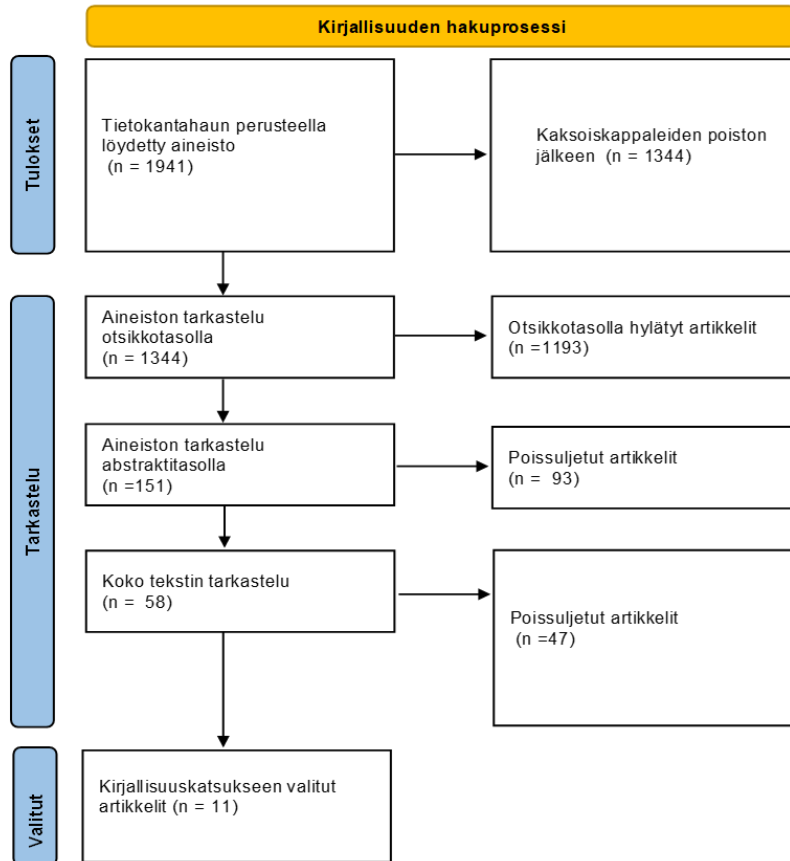 Kirjallisuuden hakuprosessi
Tulokset
Tietokantahaun perusteella
löydetty aineisto
(n = 1941)
Kaksoiskappaleiden poiston
jälkeen (n = 1344)
Tarkastelu
Aineiston tarkastelu
otsikkotasolla
(n = 1344)
Otsikkotasolla hylätyt artikkelit
(n =1193)
Aineiston tarkastelu
abstraktitasolla
(n =151)
Poissuljetut artikkelit
(n = 93)
Koko tekstin tarkastelu
(n = 58)
Poissuljetut artikkelit
(n =47)
Valitut
Kirjallisuuskatsukseen valitut
artikkelit (n = 11)